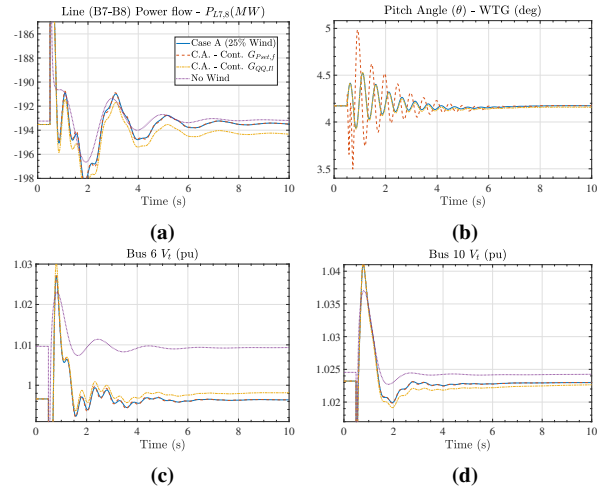 Line (B7-B8) Power flow - P_{L7,8}(MW)
-186
-188
-190
-192
-194
-196
-198
Case A (25% Wind)
C.A. - Cont. G_{Pset,f}
C.A. - Cont. G_{QQ,II}
No Wind
0 2 4 6 8 10
Time (s)
(a)
Pitch Angle (θ) - WTG (deg)
5
4.5
4
3.5
0 2 4 6 8 10
Time (s)
(b)
Bus 6 V_t (pu)
1.03
1.02
1.01
1
0 2 4 6 8 10
Time (s)
(c)
Bus 10 V_t (pu)
1.04
1.035
1.03
1.025
1.02
0 2 4 6 8 10
Time (s)
(d)